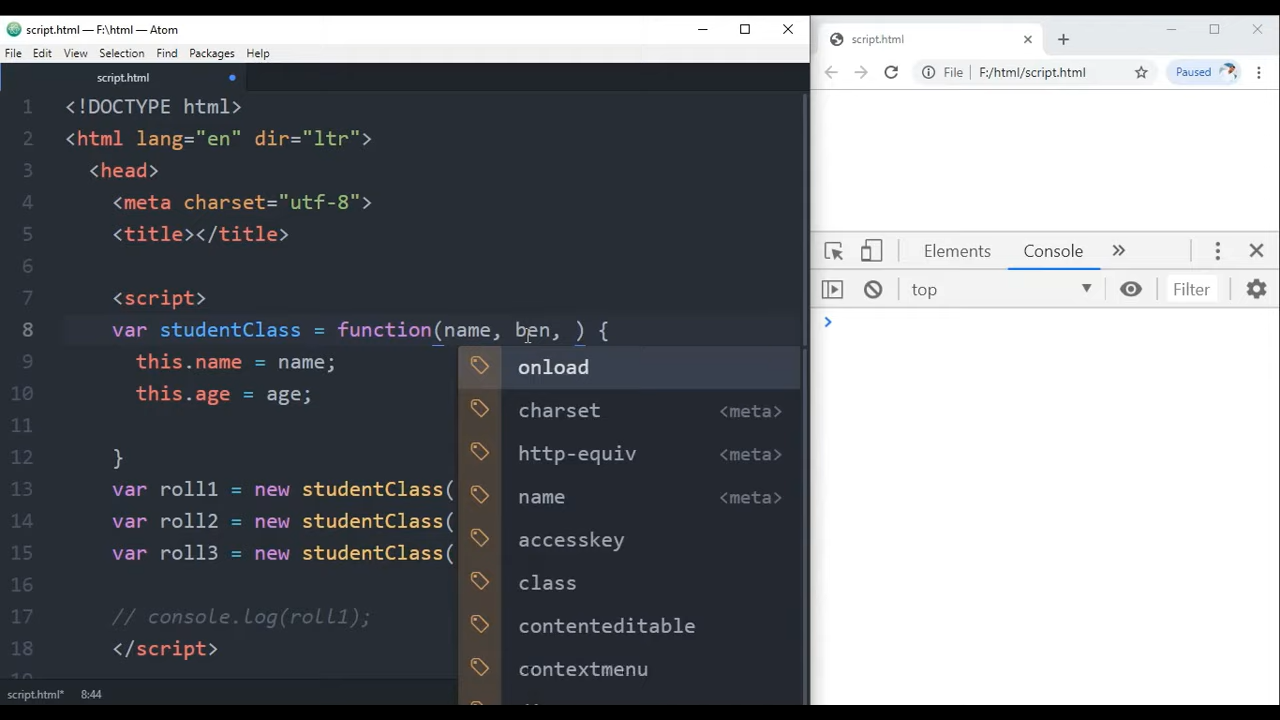 script.html — F:\html — Atom
File Edit View Selection Find Packages Help
script.html
1 <!DOCTYPE html>
2 <html lang="en" dir="ltr">
3 <head>
4 <meta charset="utf-8">
5 <title></title>
6
7 <script>
8 var studentClass = function(name, ben, ) {
9 this.name = name;
10 this.age = age;
11
12 }
13 var roll1 = new studentClass(
14 var roll2 = new studentClass(
15 var roll3 = new studentClass(
16
17 // console.log(roll1);
18 </script>
onload
charset <meta>
http-equiv <meta>
name <meta>
accesskey
class
contenteditable
contextmenu
script.html* 8:44
script.html
File F:/html/script.html Paused
Elements Console
top Filter